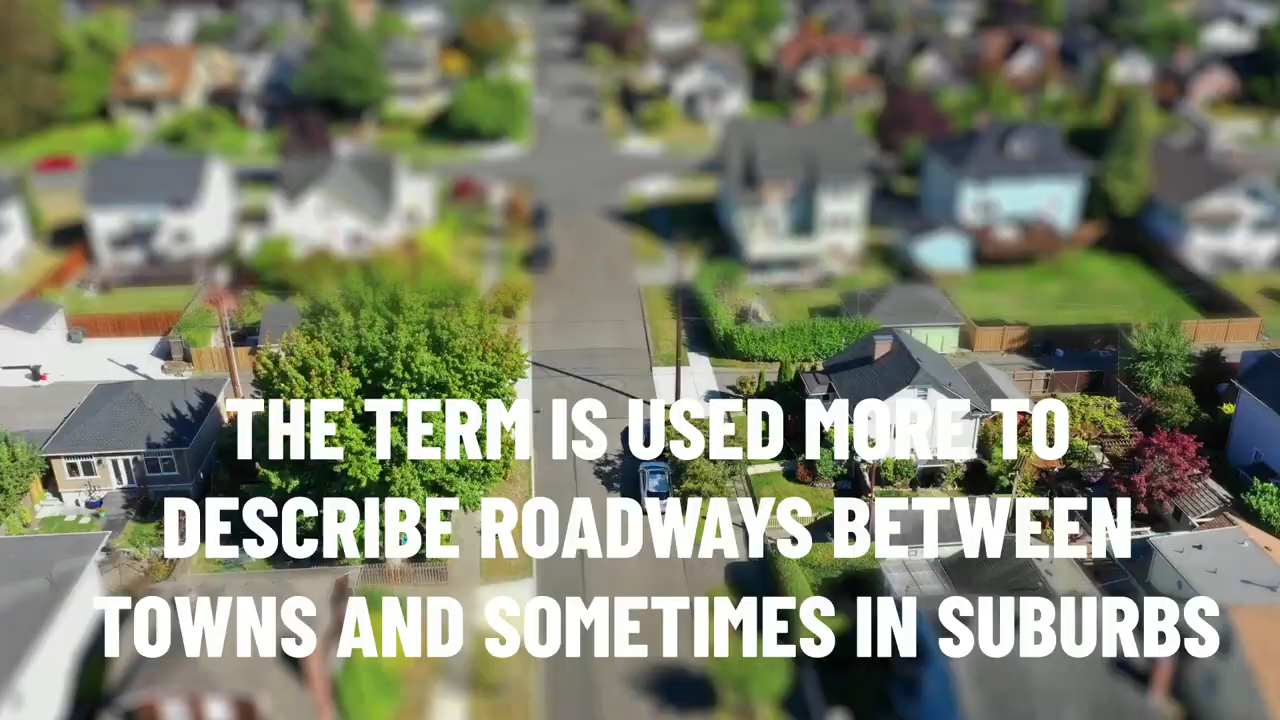 THE TERM IS USED MORE TO
DESCRIBE ROADWAYS BETWEEN
TOWNS AND SOMETIMES IN SUBURBS